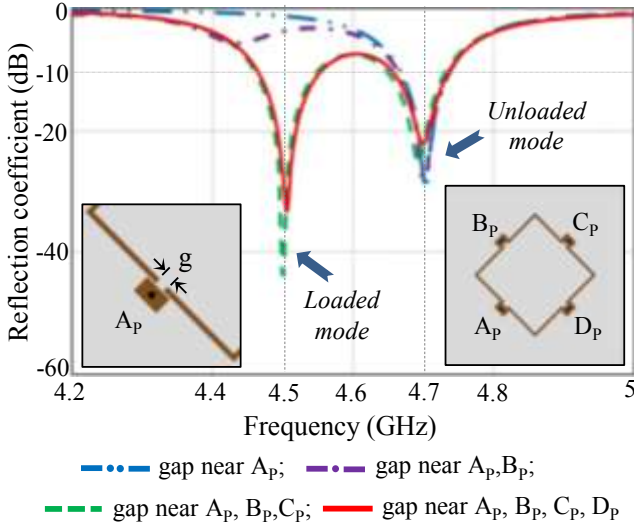 Reflection coefficient (dB)
0
-10
-20
-40
-60
Unloaded
mode
Loaded
mode
g
A_P
B_P C_P
A_P D_P
4.2 4.4 4.5 4.6 4.7 4.8 5
Frequency (GHz)
gap near A_P; gap near A_P,B_P;
gap near A_P, B_P,C_P; gap near A_P, B_P, C_P, D_P